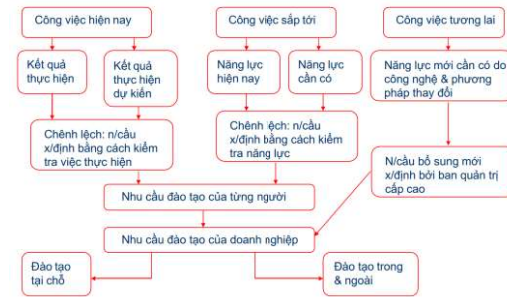 Công việc hiện nay
Công việc sắp tới
Công việc tương lai
Kết quả
thực hiện
Kết quả
thực hiện
dự kiến
Năng lực
hiện nay
Năng lực
cần có
Năng lực mới cần có do
công nghệ & phương
pháp thay đổi
Chênh lệch: n/cầu
x/định bằng cách kiểm
tra việc thực hiện
Chênh lệch: n/cầu
x/định bằng cách kiểm
tra năng lực
N/cầu bổ sung mới
x/định bởi ban quản trị
cấp cao
Nhu cầu đào tạo của từng người
Nhu cầu đào tạo của doanh nghiệp
Đào tạo
tại chỗ
Đào tạo trong
& ngoài